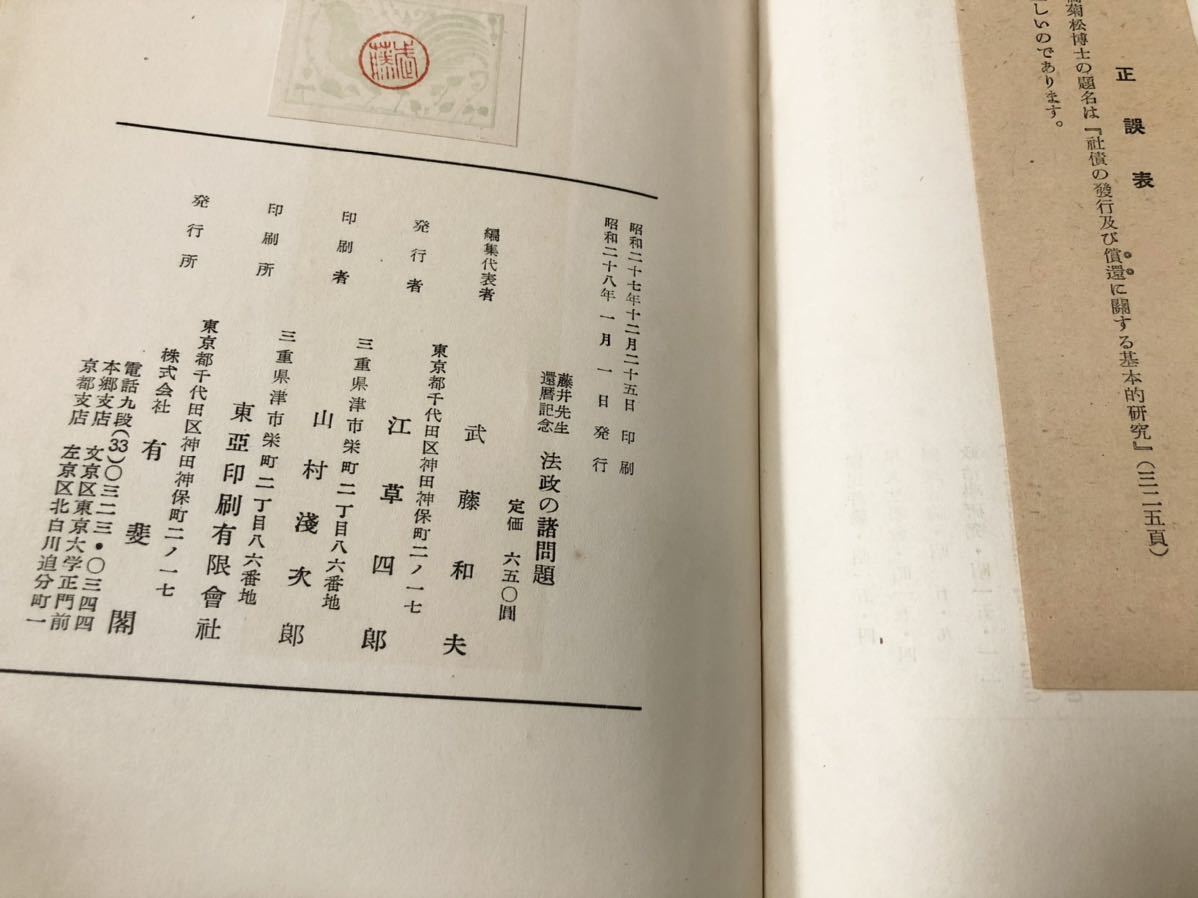 正誤表
菊松博士の題名は『社債の發行及び償還に關する基本的研究』(三二五頁)
しいのであります。
武藤
昭和二十七年十二月二十五日 印刷
昭和二十八年 一月 一日 発行
藤井先生
還暦記念 法政の諸問題
定価 六五〇圓
編集代表者 武藤和夫
東京都千代田区神田神保町二ノ一七
発行者 江草四郎
三重県津市栄町二丁目八六番地
印刷者 山村淺次郎
三重県津市栄町二丁目八六番地
印刷所 東亞印刷有限會社
東京都千代田区神田神保町二ノ一七
発行所 株式会社 有斐閣
電話九段(33)〇三二三・〇三四四
本郷支店 文京区東京大学正門前
京都支店 左京区北白川追分町一